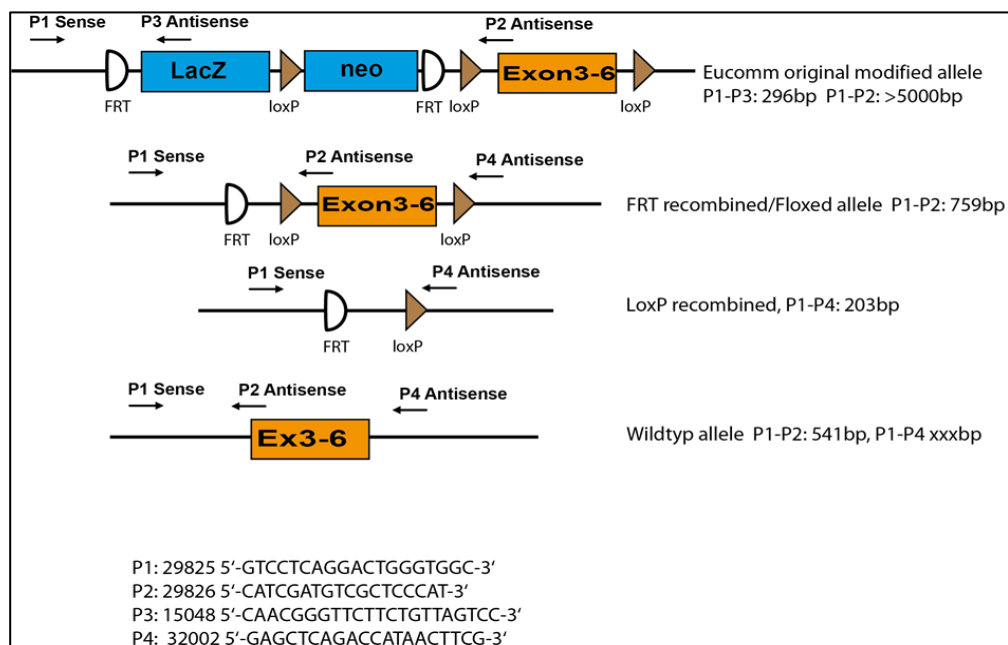 P1 Sense
P3 Antisense
P2 Antisense
LacZ
neo
Exon3-6
FRT
loxP
FRT
loxP
loxP
Eucomm original modified allele
P1-P3: 296bp P1-P2: >5000bp
P1 Sense
P2 Antisense
P4 Antisense
Exon3-6
FRT
loxP
loxP
FRT recombined/Floxed allele P1-P2: 759bp
P1 Sense
P4 Antisense
FRT
loxP
LoxP recombined, P1-P4: 203bp
P1 Sense
P2 Antisense
P4 Antisense
Ex3-6
Wildtyp allele P1-P2: 541bp, P1-P4 xxxbp
P1: 29825 5‘-GTCCTCAGGACTGGGTGGC-3‘
P2: 29826 5‘-CATCGATGTCGCTCCCAT-3‘
P3: 15048 5‘-CAACGGGTTCTTCTGTTAGTCC-3‘
P4: 32002 5‘-GAGCTCAGACCATAACTTCG-3‘